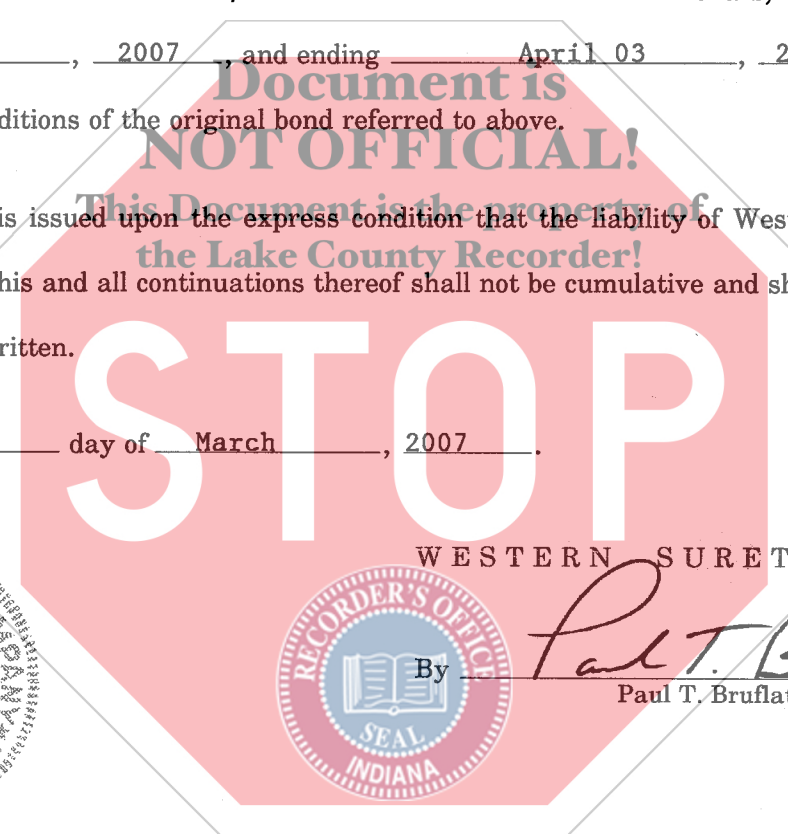 , 2007 , and ending April 03 , 2
Document is
ditions of the original bond referred to above.
NOT OFFICIAL!
This Document is the property of
is issued upon the express condition that the liability of Wes
the Lake County Recorder!
his and all continuations thereof shall not be cumulative and sh
ritten.
STOP
day of March , 2007 .
WESTERN SURET
RECORDER'S OFFICE
By Paul T. B
Paul T. Brufla
SEAL
INDIANA